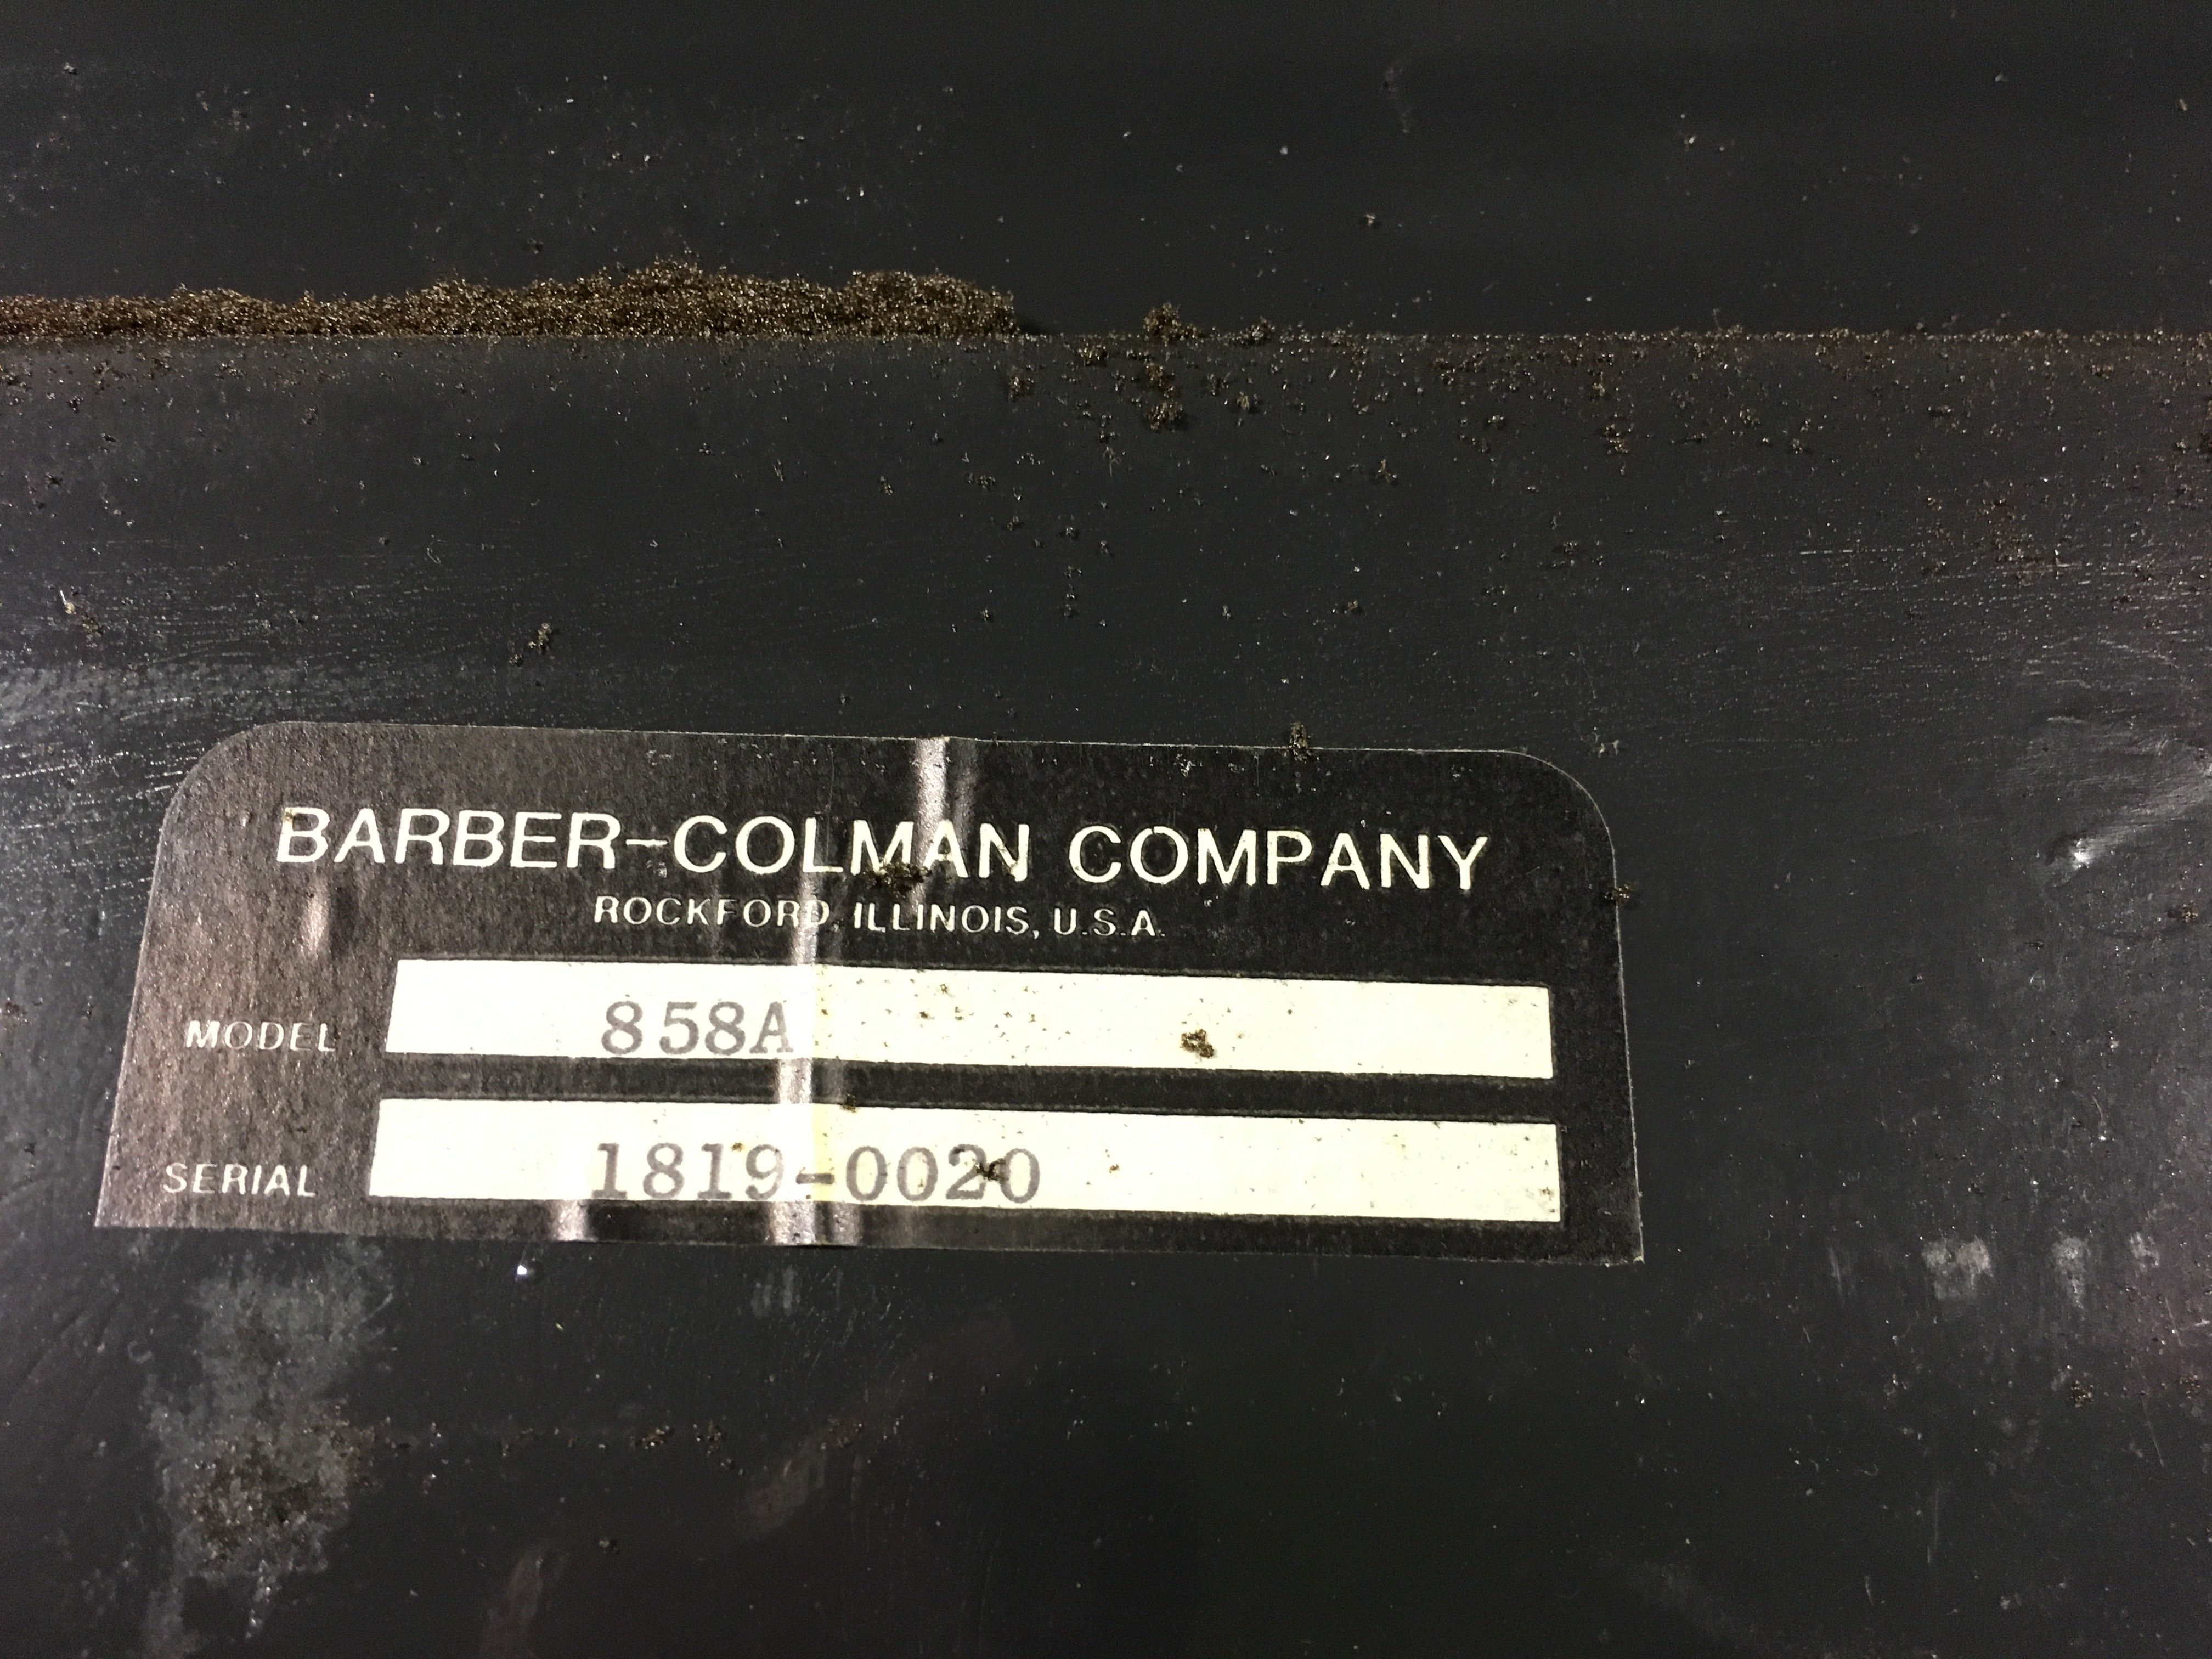 BARBER-COLMAN COMPANY
ROCKFORD, ILLINOIS, U.S.A.
MODEL 858A
SERIAL 1819-0020